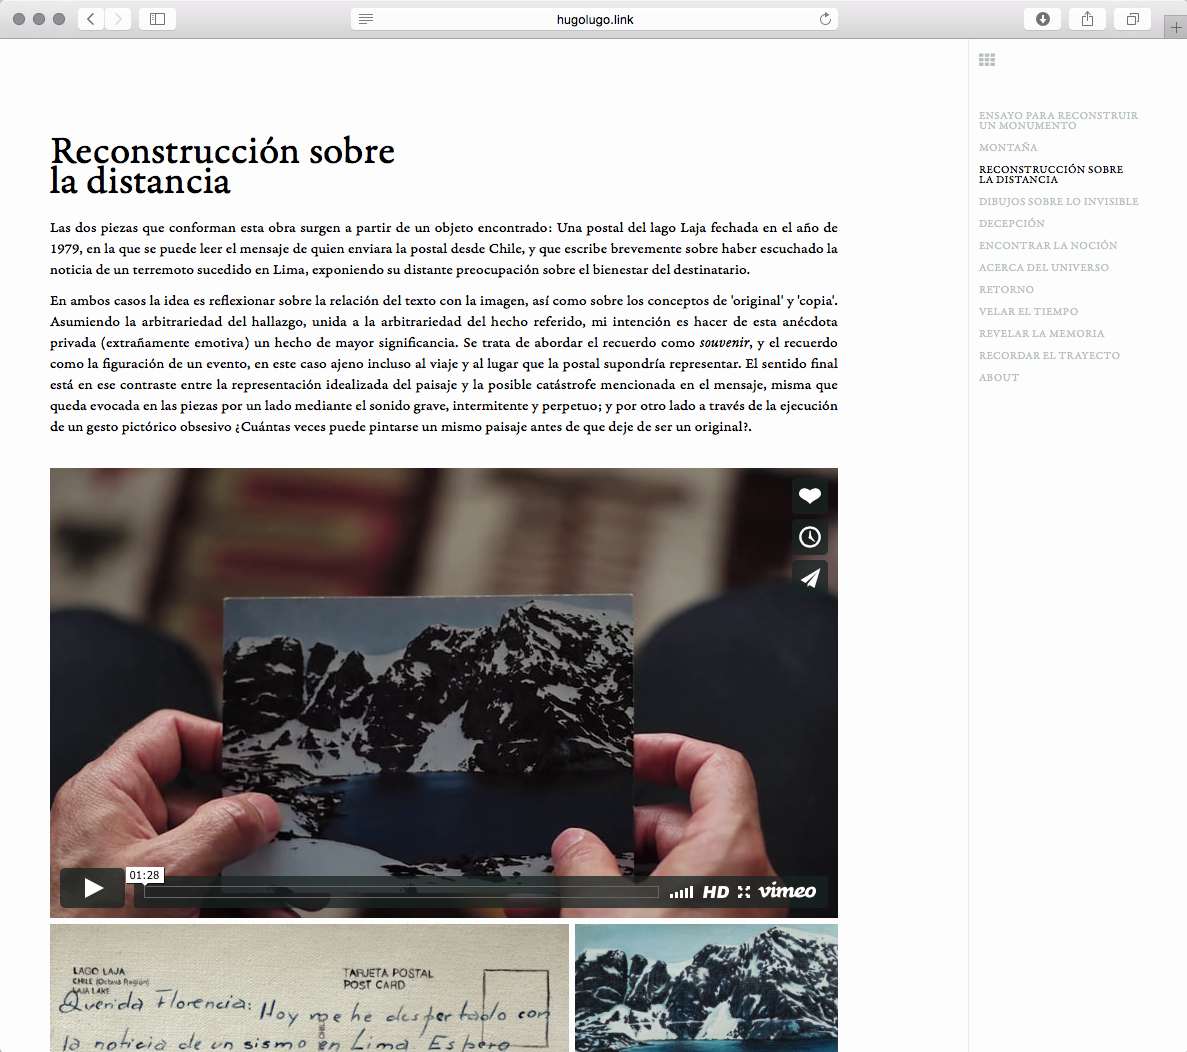 hugolugo.link
Reconstrucción sobre
la distancia
Las dos piezas que conforman esta obra surgen a partir de un objeto encontrado: Una postal del lago Laja fechada en el año de
1979, en la que se puede leer el mensaje de quien enviara la postal desde Chile, y que escribe brevemente sobre haber escuchado la
noticia de un terremoto sucedido en Lima, exponiendo su distante preocupación sobre el bienestar del destinatario.
En ambos casos la idea es reflexionar sobre la relación del texto con la imagen, así como sobre los conceptos de 'original' y 'copia'.
Asumiendo la arbitrariedad del hallazgo, unida a la arbitrariedad del hecho referido, mi intención es hacer de esta anécdota
privada (extrañamente emotiva) un hecho de mayor significancia. Se trata de abordar el recuerdo como souvenir, y el recuerdo
como la figuración de un evento, en este caso ajeno incluso al viaje y al lugar que la postal supondría representar. El sentido final
está en ese contraste entre la representación idealizada del paisaje y la posible catástrofe mencionada en el mensaje, misma que
queda evocada en las piezas por un lado mediante el sonido grave, intermitente y perpetuo; y por otro lado a través de la ejecución
de un gesto pictórico obsesivo ¿Cuántas veces puede pintarse un mismo paisaje antes de que deje de ser un original?.
01:28
HD
vimeo
LAGO LAJA
CHILE (Octava Región)
LAJA LAKE
TARJETA POSTAL
POST CARD
Querida Florencia: Hoy me he despertado con
la noticia de un sismo en Lima. Espero
ENSAYO PARA RECONSTRUIR
UN MONUMENTO
MONTAÑA
RECONSTRUCCIÓN SOBRE
LA DISTANCIA
DIBUJOS SOBRE LO INVISIBLE
DECEPCIÓN
ENCONTRAR LA NOCIÓN
ACERCA DEL UNIVERSO
RETORNO
VELAR EL TIEMPO
REVELAR LA MEMORIA
RECORDAR EL TRAYECTO
ABOUT